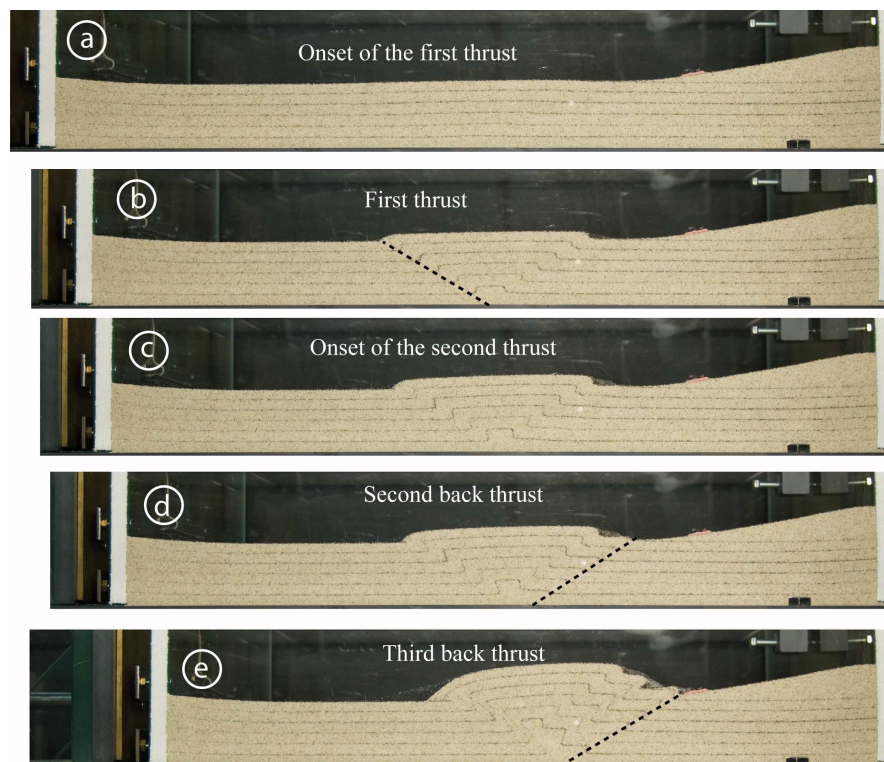 a
Onset of the first thrust
b
First thrust
c
Onset of the second thrust
d
Second back thrust
e
Third back thrust